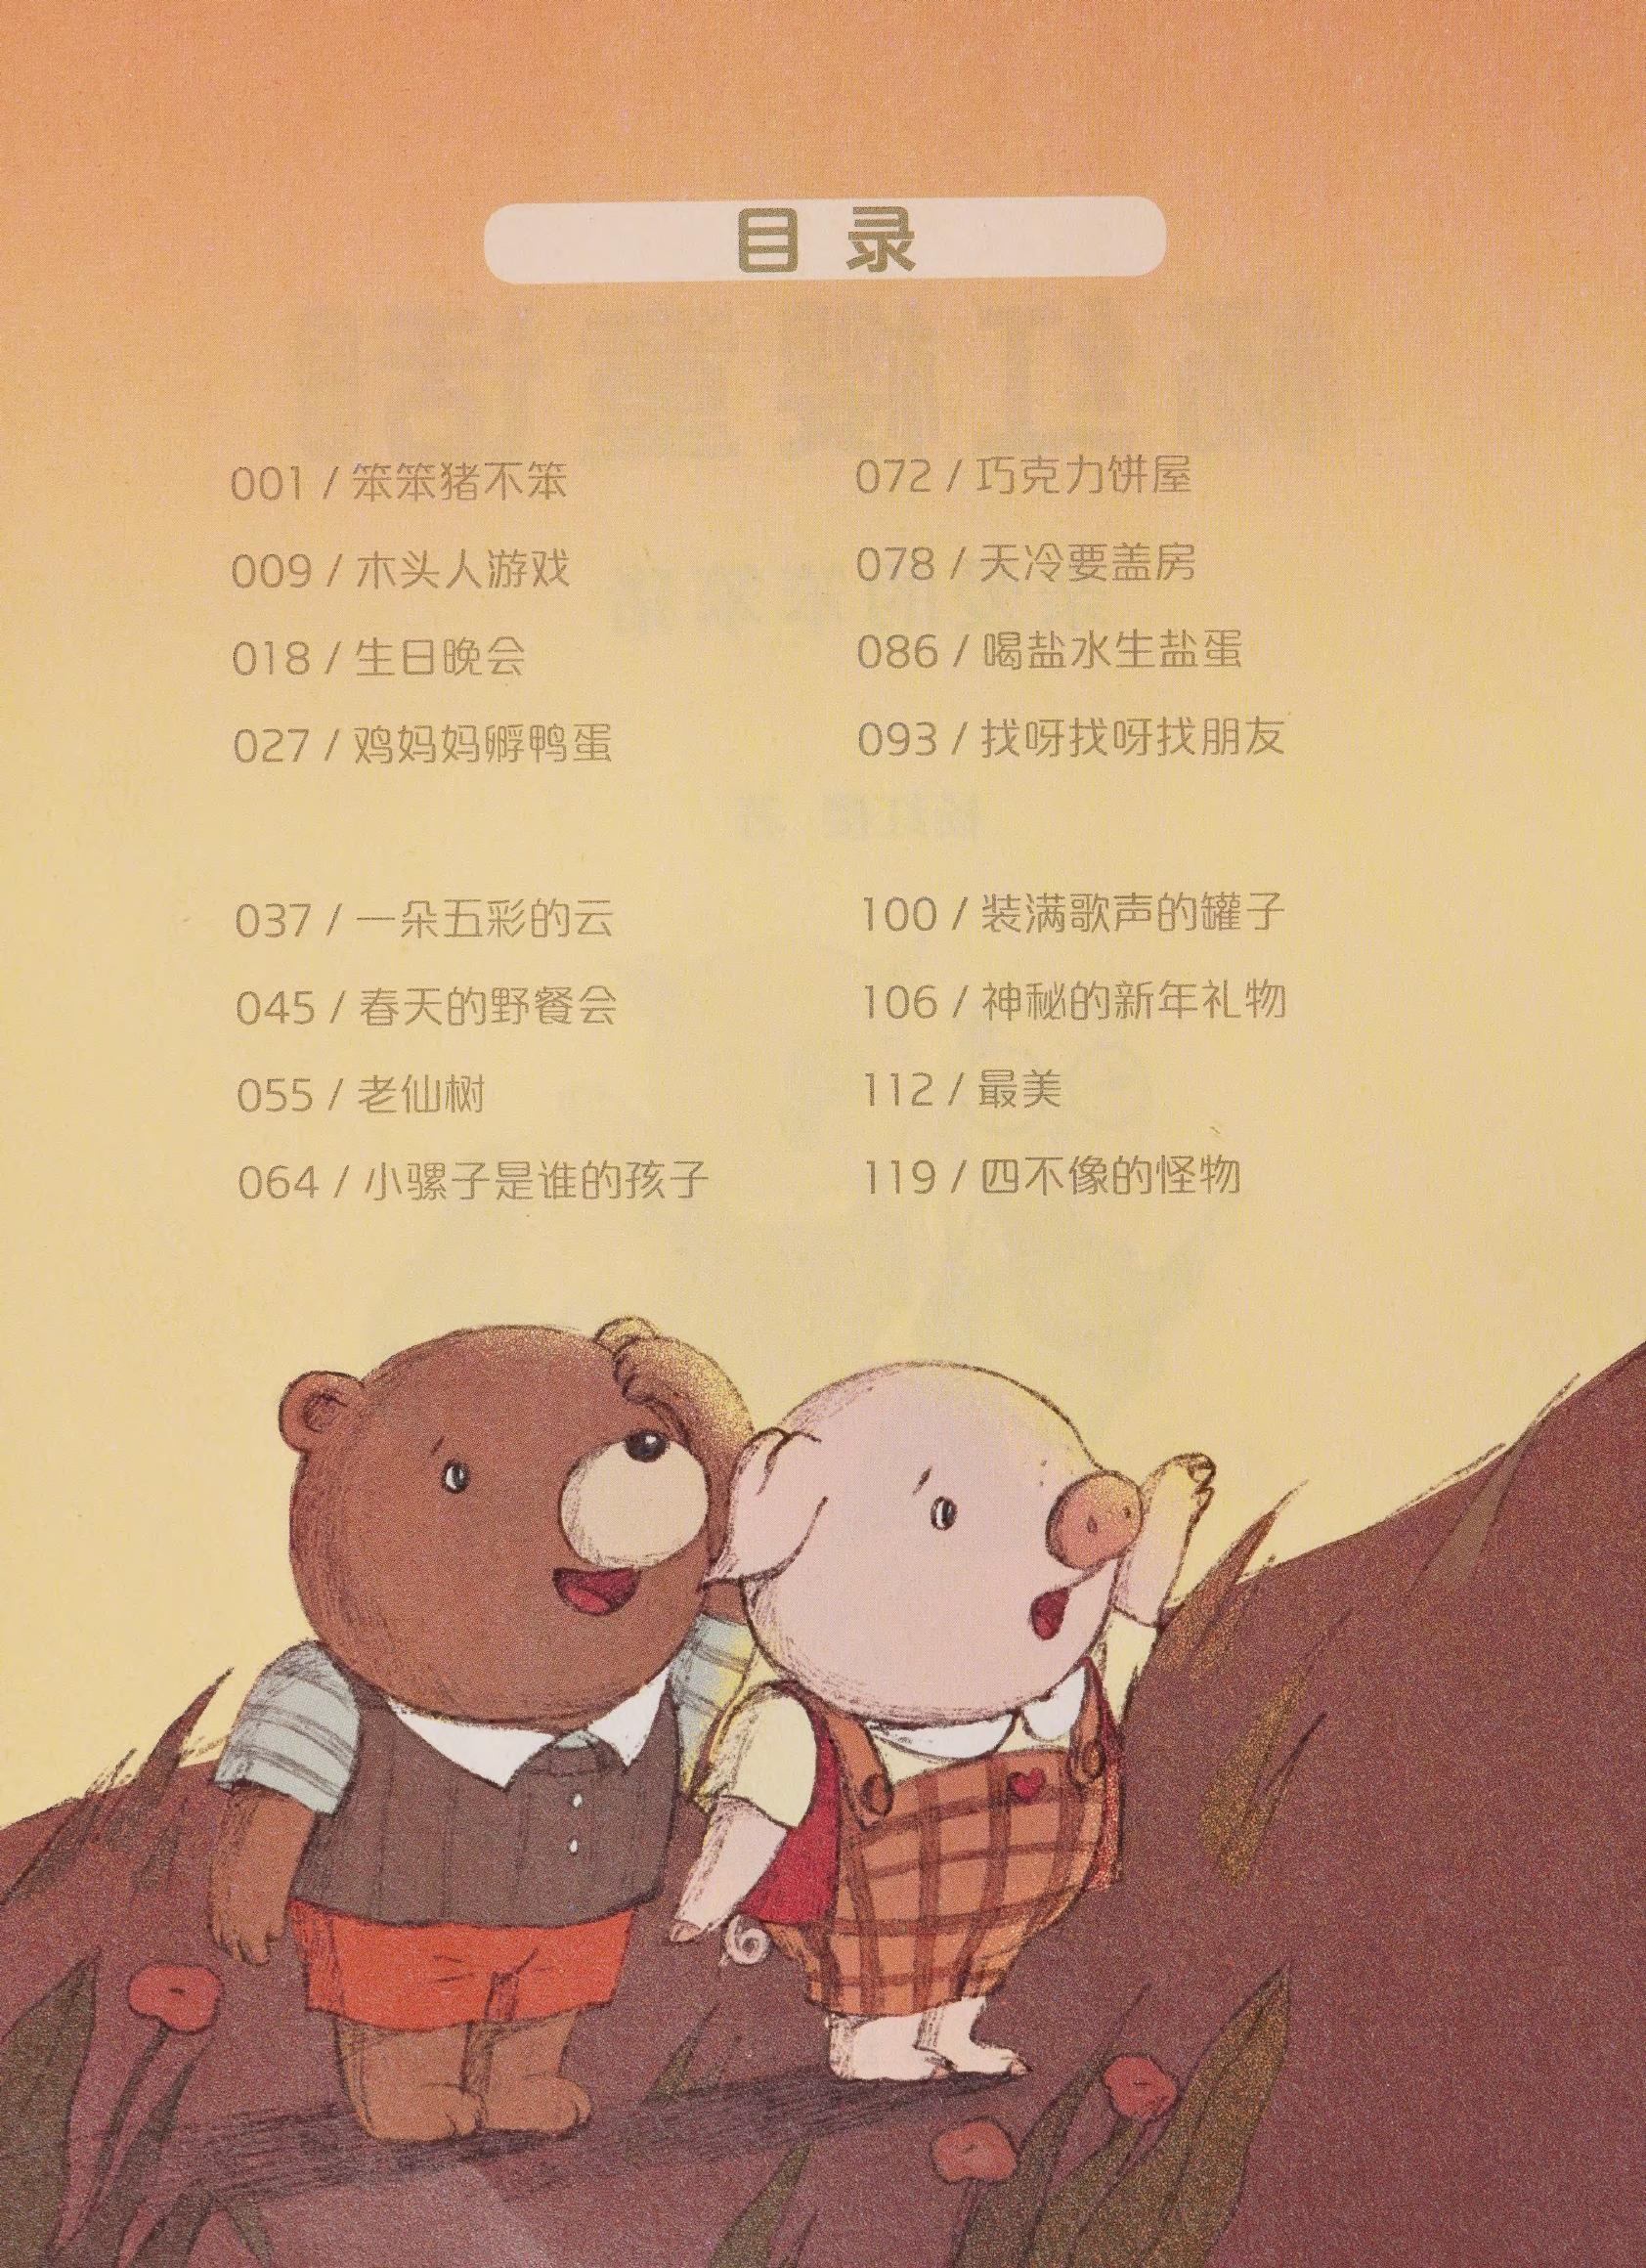 目录
001 / 笨笨猪不笨
009 / 木头人游戏
018 / 生日晚会
027 / 鸡妈妈孵鸭蛋
037 / 一朵五彩的云
045 / 春天的野餐会
055 / 老仙树
064 / 小骡子是谁的孩子
072 / 巧克力饼屋
078 / 天冷要盖房
086 / 喝盐水生盐蛋
093 / 找呀找呀找朋友
100 / 装满歌声的罐子
106 / 神秘的新年礼物
112 / 最美
119 / 四不像的怪物